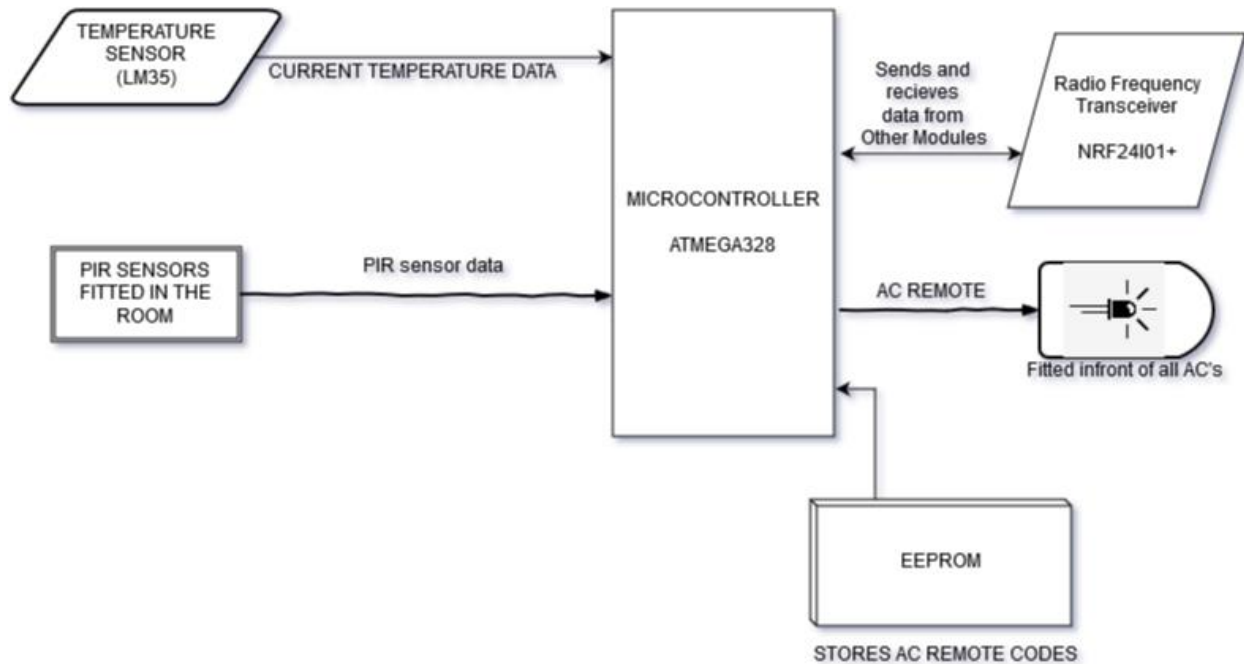 TEMPERATURE
SENSOR
(LM35)
CURRENT TEMPERATURE DATA
Sends and
recieves
data from
Other Modules
Radio Frequency
Transceiver
NRF24l01+
MICROCONTROLLER
ATMEGA328
PIR SENSORS
FITTED IN THE
ROOM
PIR sensor data
AC REMOTE
Fitted infront of all AC's
EEPROM
STORES AC REMOTE CODES